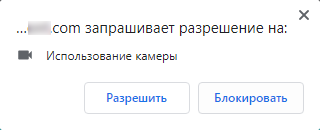 ...com запрашивает разрешение на:
Использование камеры
Разрешить Блокировать